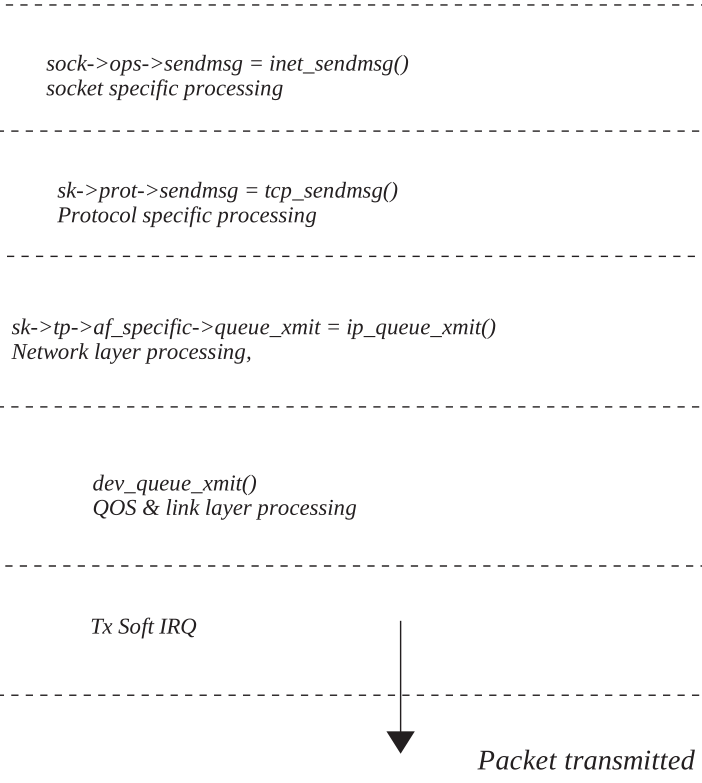 sock->ops->sendmsg = inet_sendmsg()
socket specific processing
sk->prot->sendmsg = tcp_sendmsg()
Protocol specific processing
sk->tp->af_specific->queue_xmit = ip_queue_xmit()
Network layer processing,
dev_queue_xmit()
QOS & link layer processing
Tx Soft IRQ
Packet transmitted